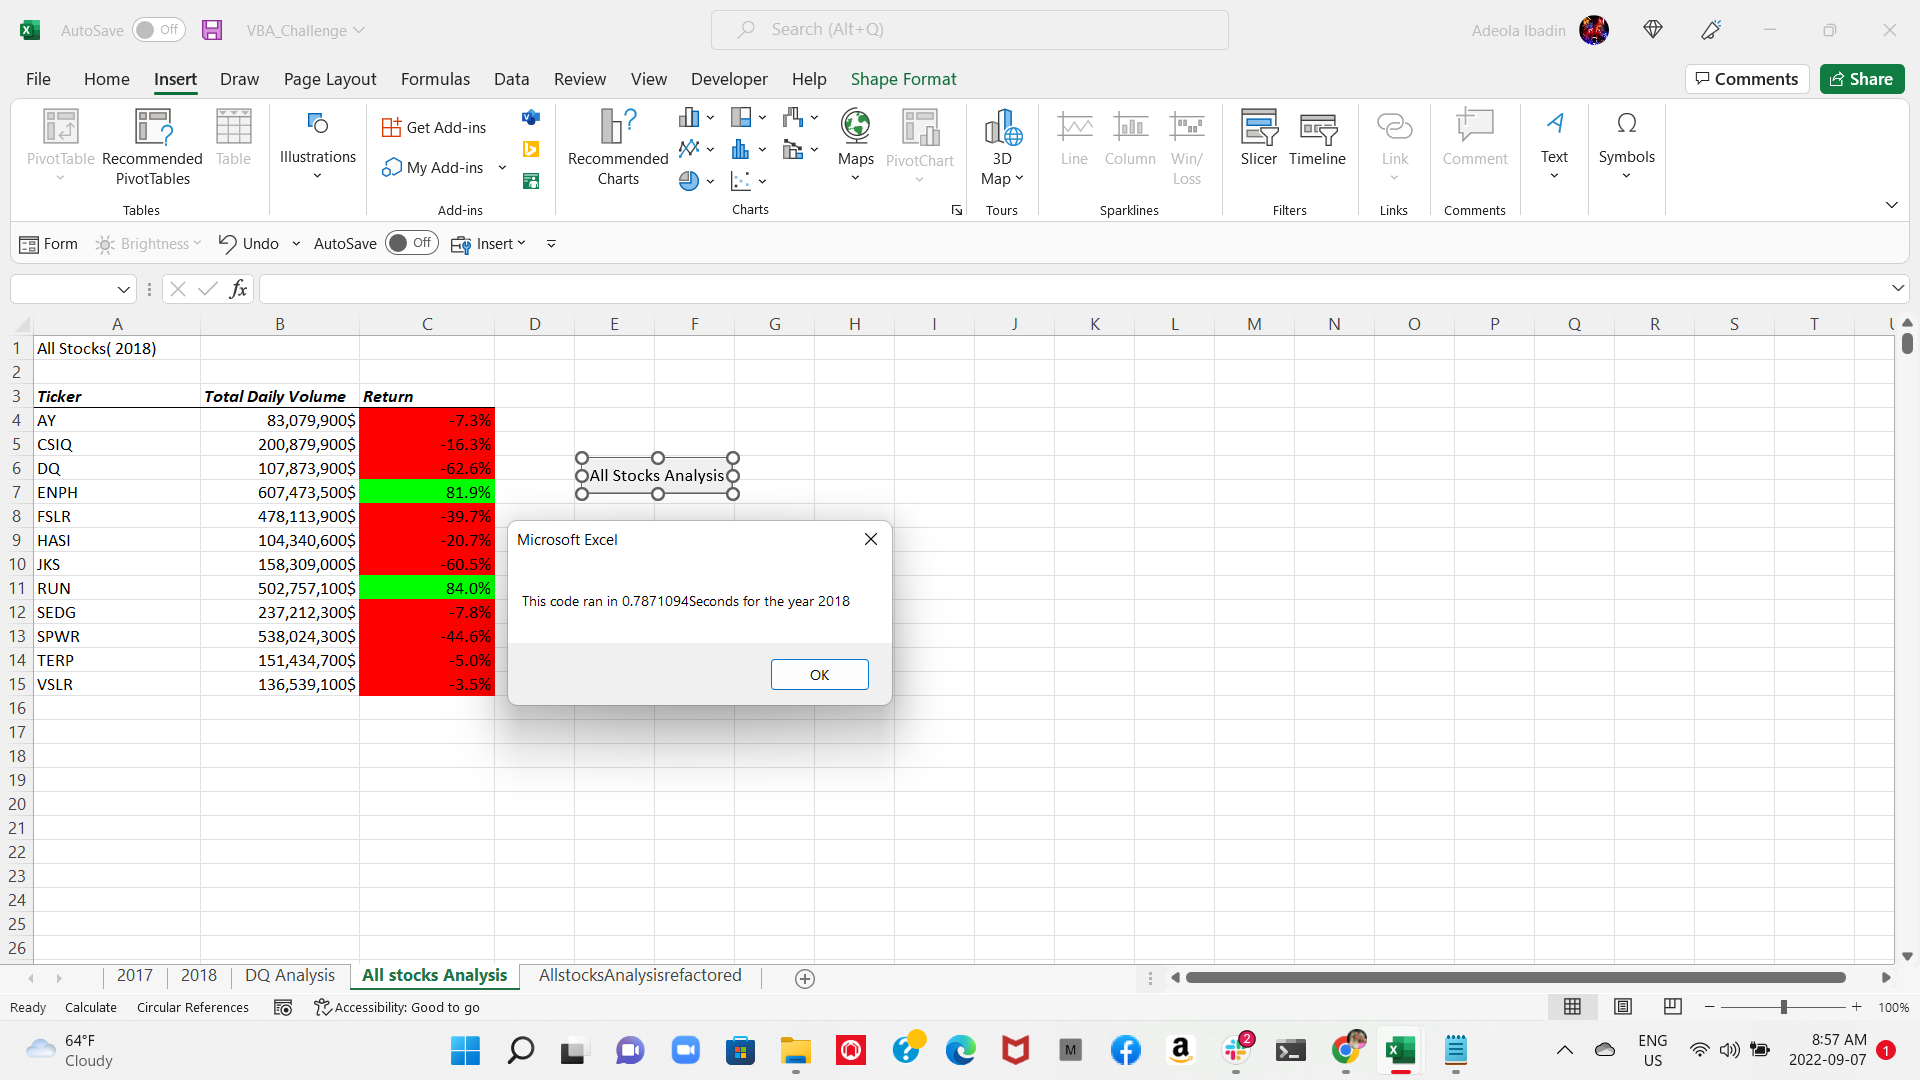 AutoSave Off VBA_Challenge Search (Alt+Q) Adeola Ibadin
File Home Insert Draw Page Layout Formulas Data Review View Developer Help Shape Format Comments Share
PivotTable
Recommended
PivotTables
Table
Tables
Illustrations
Get Add-ins
My Add-ins
Add-ins
Recommended
Charts
Maps
PivotChart
Charts
3D
Map
Tours
Line
Column
Win/
Loss
Sparklines
Slicer
Timeline
Filters
Link
Links
Comment
Comments
Text
Symbols
Form Brightness Undo AutoSave Off Insert
fx
A B C D E F G H I J K L M N O P Q R S T U
1 All Stocks( 2018)
2
3 Ticker Total Daily Volume Return
4 AY 83,079,900$ -7.3%
5 CSIQ 200,879,900$ -16.3%
6 DQ 107,873,900$ -62.6%
7 ENPH 607,473,500$ 81.9%
8 FSLR 478,113,900$ -39.7%
9 HASI 104,340,600$ -20.7%
10 JKS 158,309,000$ -60.5%
11 RUN 502,757,100$ 84.0%
12 SEDG 237,212,300$ -7.8%
13 SPWR 538,024,300$ -44.6%
14 TERP 151,434,700$ -5.0%
15 VSLR 136,539,100$ -3.5%
16
17
18
19
20
21
22
23
24
25
26
All Stocks Analysis
Microsoft Excel
This code ran in 0.7871094Seconds for the year 2018
OK
2017 2018 DQ Analysis All stocks Analysis AllstocksAnalysisrefactored
Ready Calculate Circular References Accessibility: Good to go 100%
64°F
Cloudy
M
2
ENG
US
8:57 AM
2022-09-07
1